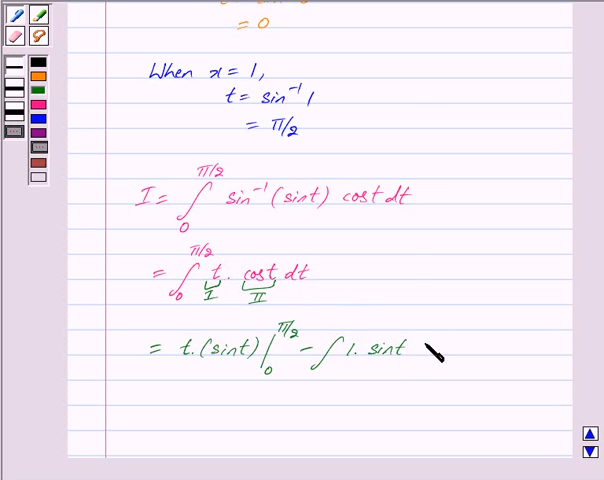 = 0
When x = 1,
t = sin⁻¹ 1
= π/2
I = ∫₀^{π/2} sin⁻¹ (sint) cost dt
= ∫₀^{π/2} t. cost dt
I II
= t. (sint) |₀^{π/2} - ∫ 1. sint